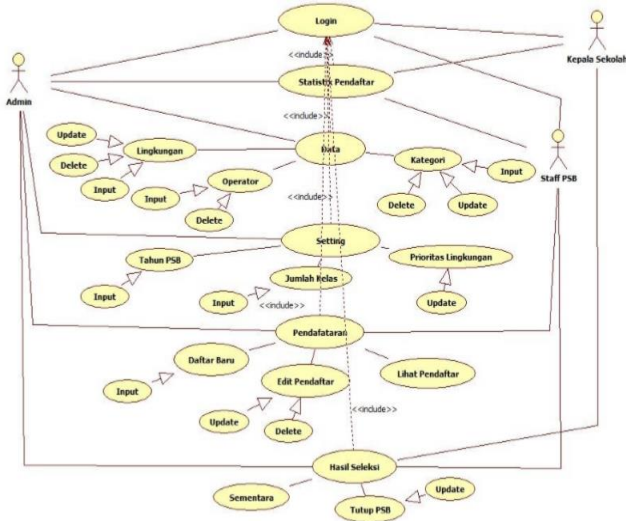 Login
<<include>>
Kepala Sekolah
Statistik Pendaftar
Admin
<<include>>
Update
Lingkungan
Data
Kategori
Delete
Operator
Input
Staff PSB
Input
Input
Delete
Update
Delete
<<include>>
Setting
Tahun PSB
Prioritas Lingkungan
Jumlah Kelas
Input
Input
Update
<<include>>
Pendafataran
Daftar Baru
Lihat Pendaftar
Edit Pendaftar
Input
Update
Delete
<<include>>
Hasil Seleksi
Sementara
Update
Tutup PSB